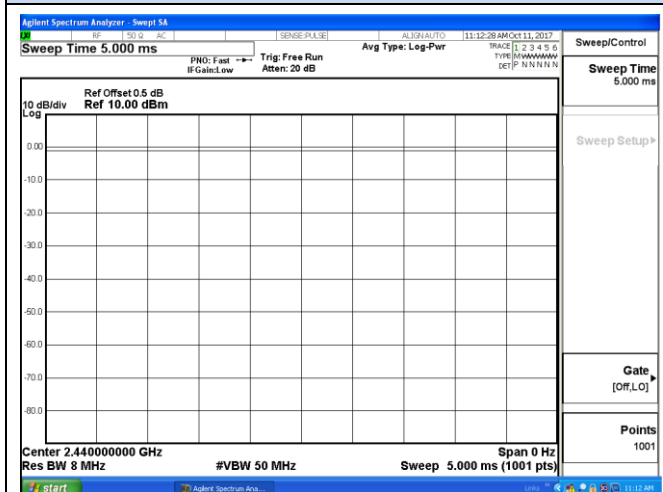 Agilent Spectrum Analyzer - Swept SA
RF 50 Ω AC SENSE:PULSE ALIGNAUTO 11:12:28 AM Oct 11, 2017
Sweep Time 5.000 ms
Avg Type: Log-Pwr
TRACE 1 2 3 4 5 6
PNO: Fast Trig: Free Run
TYPE MWWWWW
IFGain:Low Atten: 20 dB
DET P N N N N N
Sweep/Control
Sweep Time
5.000 ms
Sweep Setup
Gate
[Off,LO]
Points
1001
Ref Offset 0.5 dB
10 dB/div Ref 10.00 dBm
Log
0.00
-10.0
-20.0
-30.0
-40.0
-50.0
-60.0
-70.0
-80.0
Center 2.440000000 GHz Span 0 Hz
Res BW 8 MHz #VBW 50 MHz Sweep 5.000 ms (1001 pts)
start Agilent Spectrum Ana... Links » 11:12 AM